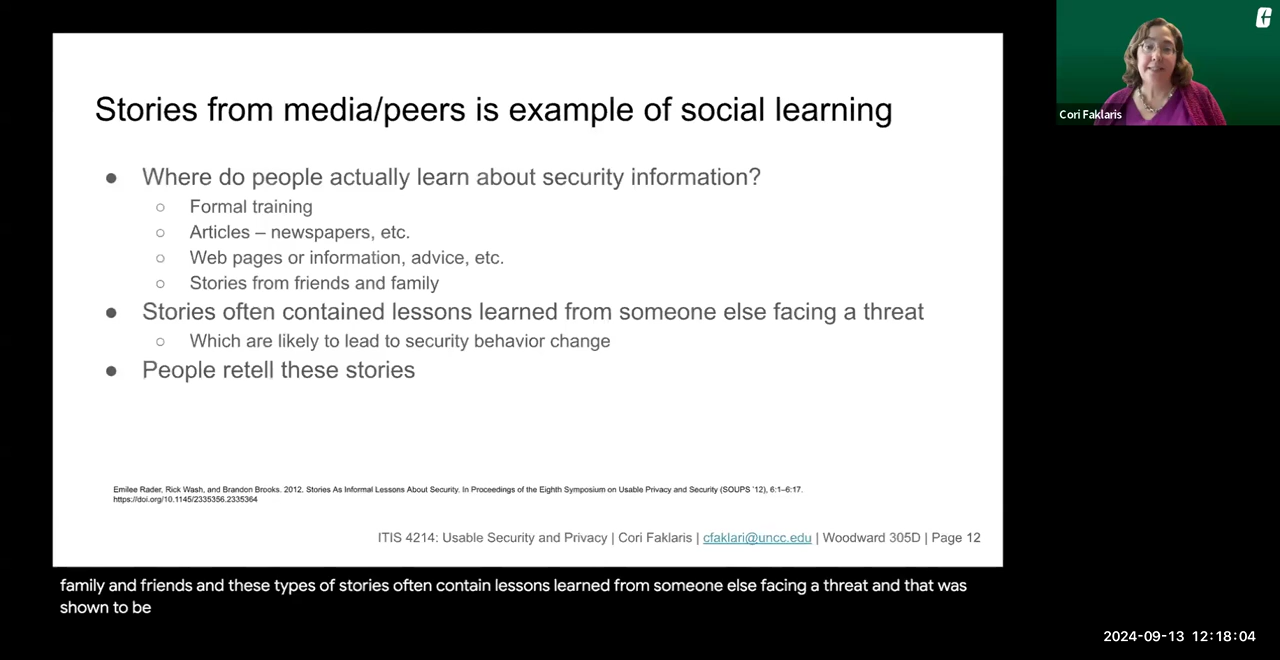 Stories from media/peers is example of social learning
● Where do people actually learn about security information?
○ Formal training
○ Articles – newspapers, etc.
○ Web pages or information, advice, etc.
○ Stories from friends and family
● Stories often contained lessons learned from someone else facing a threat
○ Which are likely to lead to security behavior change
● People retell these stories
Emilee Rader, Rick Wash, and Brandon Brooks. 2012. Stories As Informal Lessons About Security. In Proceedings of the Eighth Symposium on Usable Privacy and Security (SOUPS '12), 6:1–6:17.
https://doi.org/10.1145/2335356.2335364
ITIS 4214: Usable Security and Privacy | Cori Faklaris | cfaklari@uncc.edu | Woodward 305D | Page 12
Cori Faklaris
family and friends and these types of stories often contain lessons learned from someone else facing a threat and that was
shown to be
2024-09-13 12:18:04